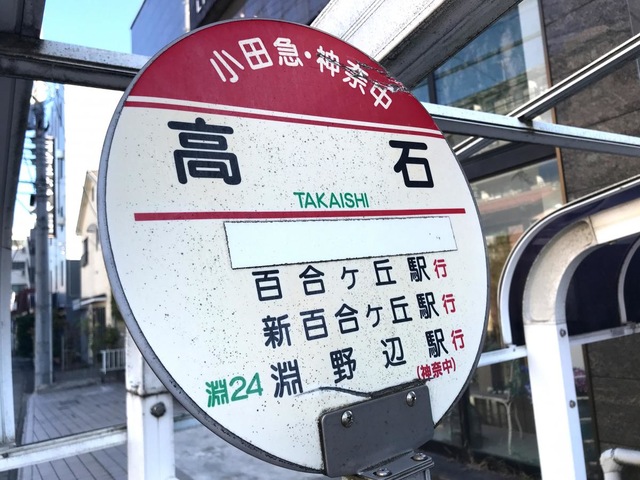 小田急・神奈中
高石
TAKAISHI
百合ヶ丘駅行
新百合ヶ丘駅行
淵24 淵野辺駅行
(神奈中)